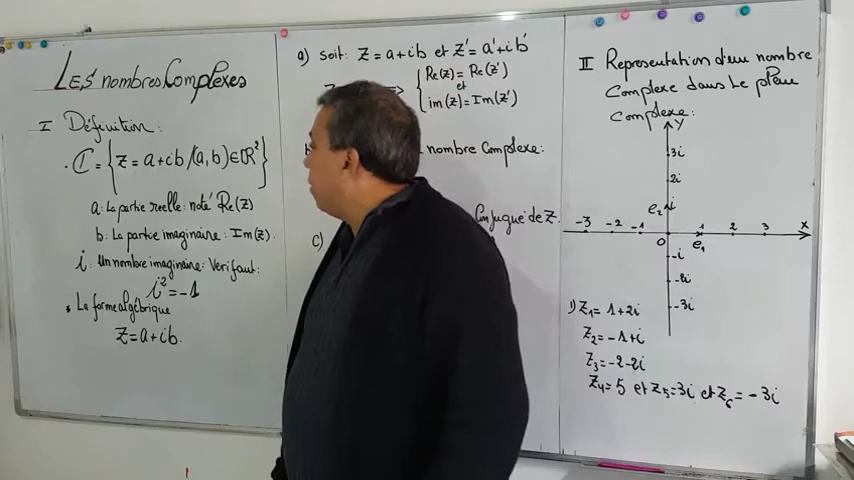 LES nombres Complexes
I Définition:
. ℂ = { z = a+ib /(a,b) ∈ ℝ² }
a: La partie réelle: noté Re(z)
b: La partie imaginaire: Im(z).
i: Un nombre imaginaire: Verifant:
i² = -1
* La forme algébrique
z = a+ib.
a) soit: z = a+ib et z' = a'+ib'
⇒ { Re(z) = Re(z')
et
im(z) = Im(z')
nombre Complexe:
Conjugué de z.
c)
II Representation d'un nombre
Complexe dans le plan
Complexe:
y
3i
2i
e₂ i
-3 -2 -1 1 2 3 x
o e₁
-i
-2i
-3i
1) z₁ = 1+2i
z₂ = -1+i
z₃ = -2-2i
z₄ = 5 et z₅ = 3i et z₆ = -3i